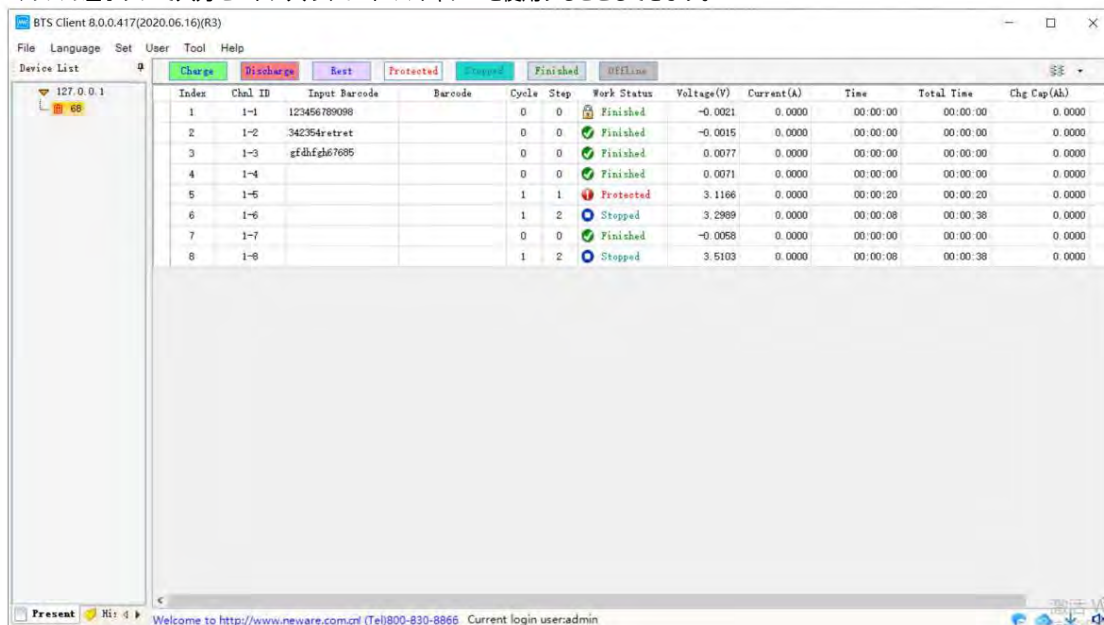 BTS Client 8.0.0.417(2020.06.16)(R3)
File Language Set User Tool Help
Device List Charge Discharge Rest Protected Stopped Finished Offline
127.0.0.1
68
Index Chnl ID Input Barcode Barcode Cycle Step Work Status Voltage(V) Current(A) Time Total Time Chg Cap(Ah)
1 1-1 123456789098 0 0 Finished -0.0021 0.0000 00:00:00 00:00:00 0.0000
2 1-2 342354retret 0 0 Finished -0.0015 0.0000 00:00:00 00:00:00 0.0000
3 1-3 gfdhfgh67685 0 0 Finished 0.0077 0.0000 00:00:00 00:00:00 0.0000
4 1-4 0 0 Finished 0.0071 0.0000 00:00:00 00:00:00 0.0000
5 1-5 1 1 Protected 3.1166 0.0000 00:00:20 00:00:20 0.0000
6 1-6 1 2 Stopped 3.2989 0.0000 00:00:08 00:00:38 0.0000
7 1-7 0 0 Finished -0.0058 0.0000 00:00:00 00:00:00 0.0000
8 1-8 1 2 Stopped 3.5103 0.0000 00:00:08 00:00:38 0.0000
Present His
Welcome to http://www.neware.com.cn! (Tel)800-830-8866 Current login user:admin